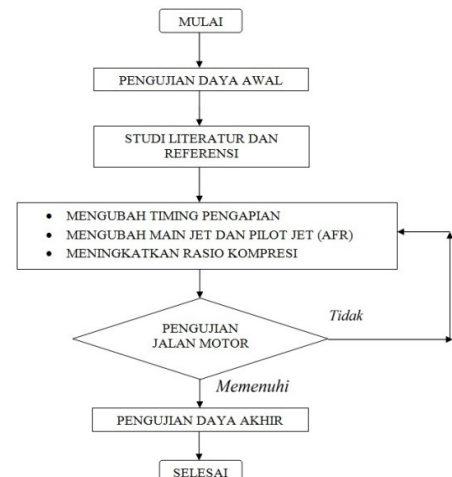 MULAI
PENGUJIAN DAYA AWAL
STUDI LITERATUR DAN
REFERENSI
• MENGUBAH TIMING PENGAPIAN
• MENGUBAH MAIN JET DAN PILOT JET (AFR)
• MENINGKATKAN RASIO KOMPRESI
Tidak
PENGUJIAN
JALAN MOTOR
Memenuhi
PENGUJIAN DAYA AKHIR
SELESAI